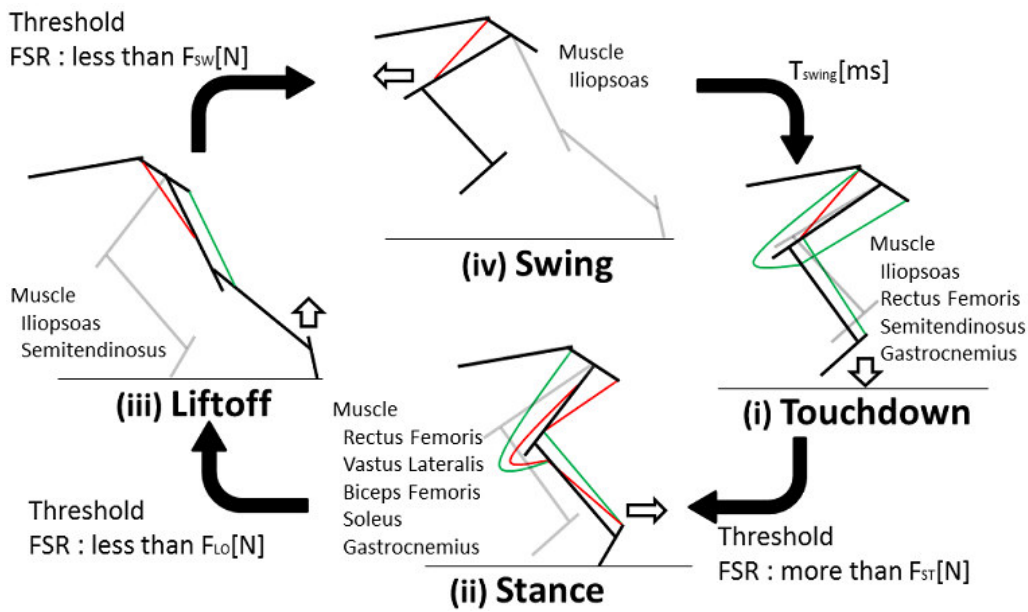 Threshold
FSR : less than FSW[N]
Muscle
Iliopsoas
(iv) Swing
Tswing[ms]
Muscle
Iliopsoas
Rectus Femoris
Semitendinosus
Gastrocnemius
(i) Touchdown
Muscle
Iliopsoas
Semitendinosus
(iii) Liftoff
Muscle
Rectus Femoris
Vastus Lateralis
Biceps Femoris
Soleus
Gastrocnemius
(ii) Stance
Threshold
FSR : less than FLO[N]
Threshold
FSR : more than FST[N]